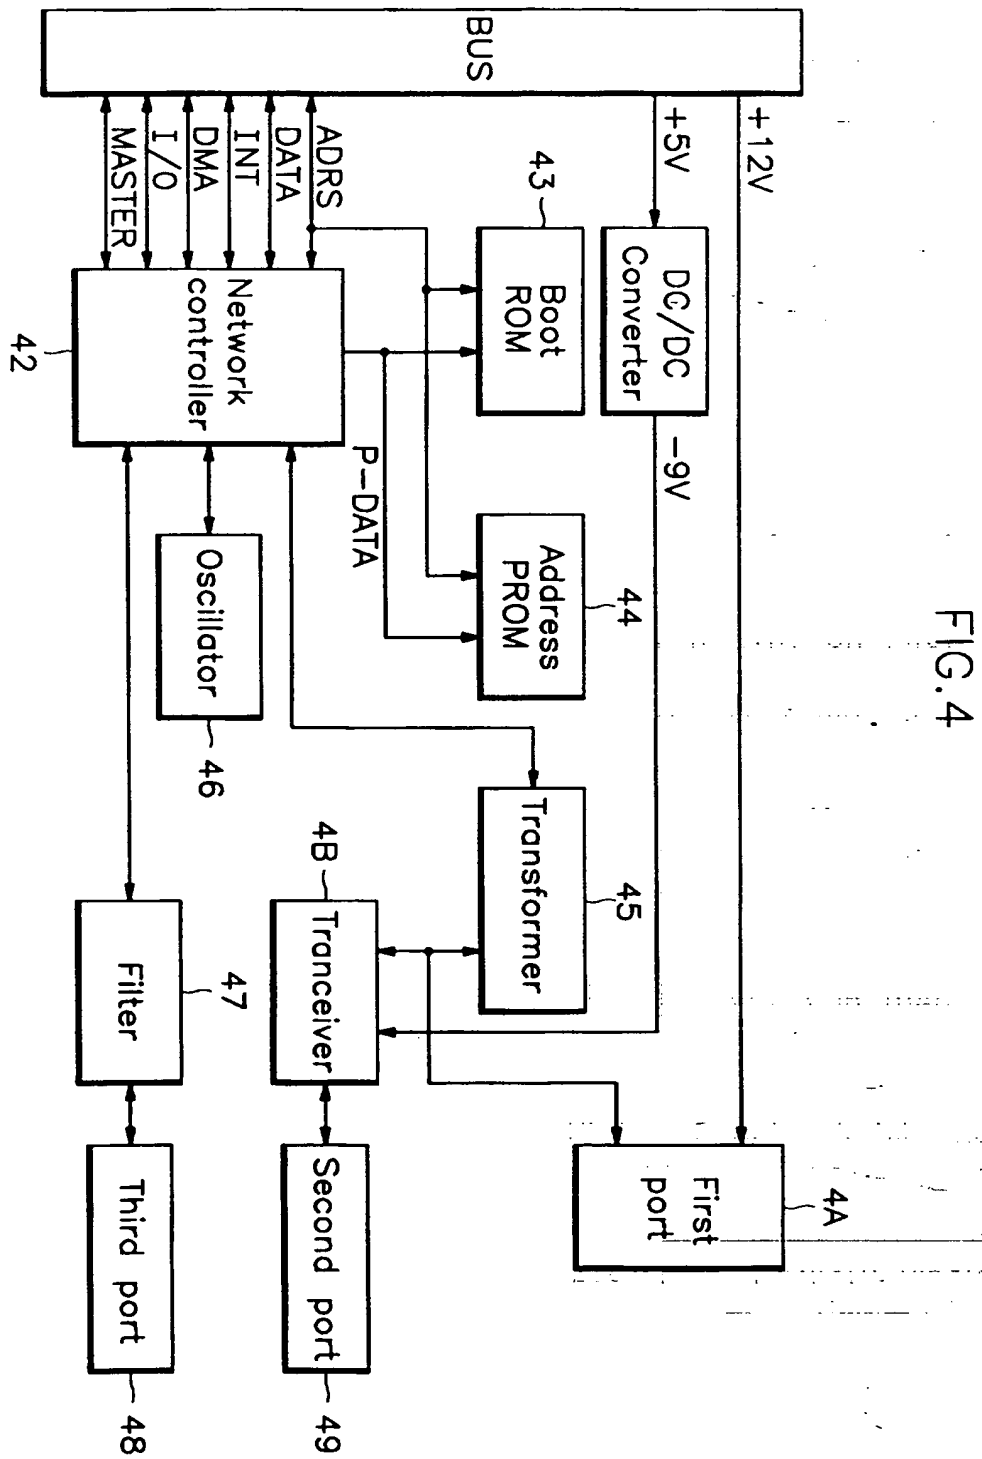 FIG.4
BUS
+12V
+5V
DC/DC
Converter
-9V
4A
First
port
43
Boot
ROM
44
Address
PROM
45
Transformer
ADRS
DATA
INT
DMA
I/O
MASTER
P-DATA
Network
controller
42
Oscillator
46
4B
Tranceiver
Second port
49
Filter
47
Third port
48